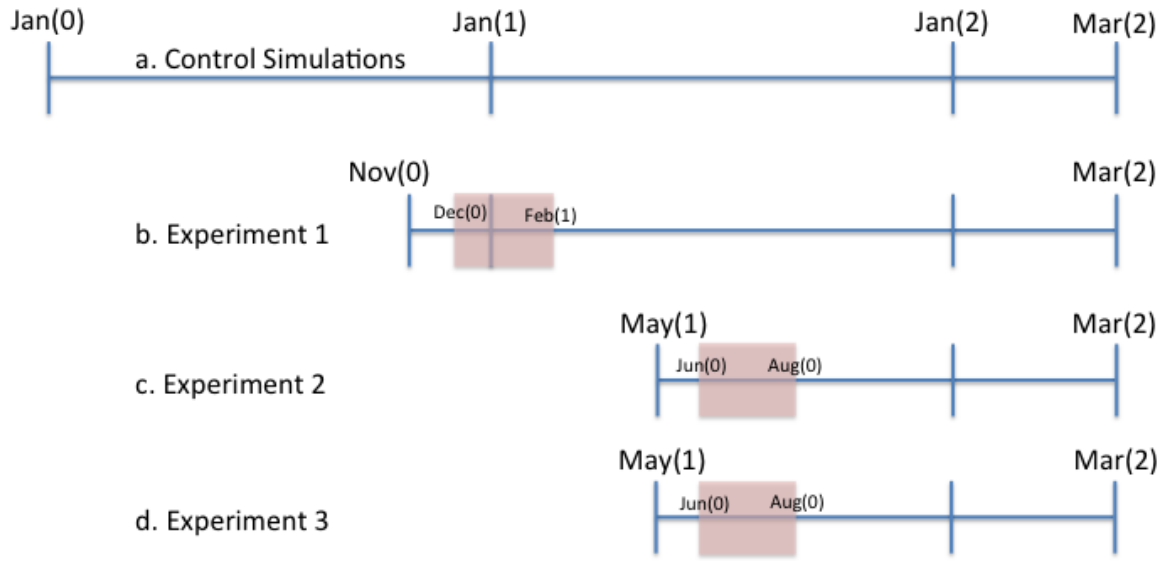 Jan(0) Jan(1) Jan(2) Mar(2)
a. Control Simulations
Nov(0) Mar(2)
Dec(0) Feb(1)
b. Experiment 1
May(1) Mar(2)
Jun(0) Aug(0)
c. Experiment 2
May(1) Mar(2)
Jun(0) Aug(0)
d. Experiment 3